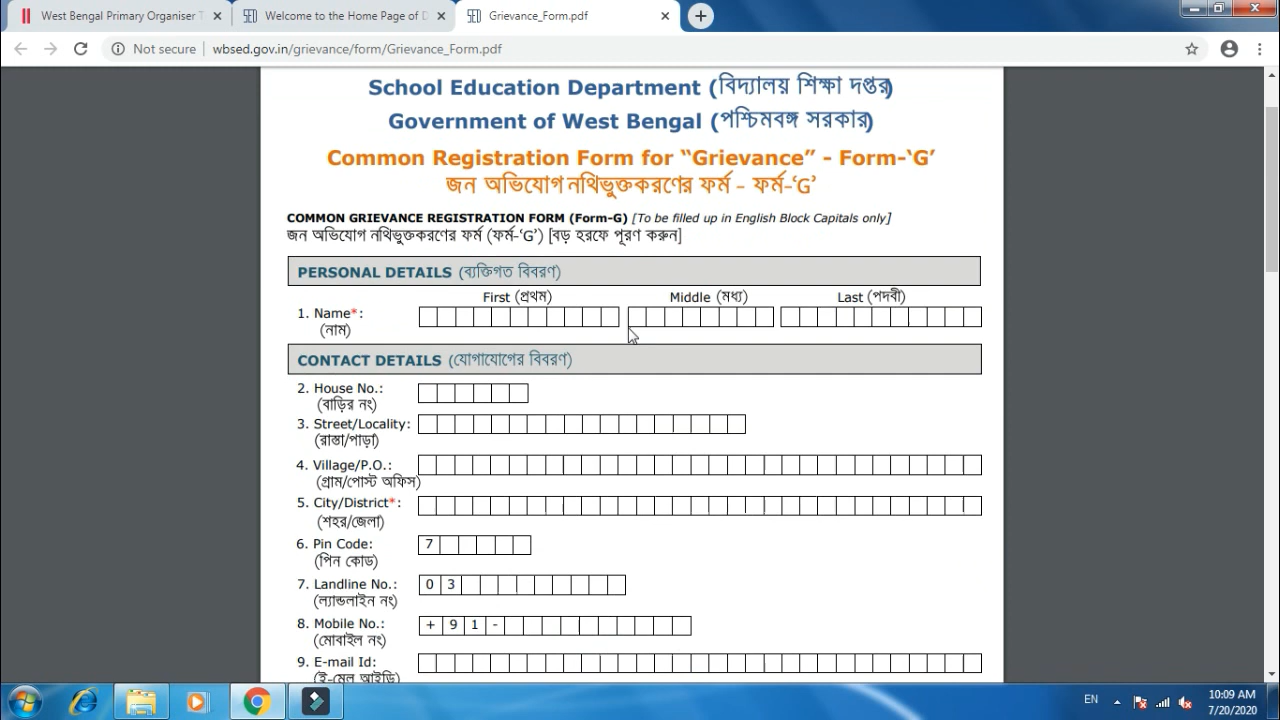 West Bengal Primary Organiser T
Welcome to the Home Page of D
Grievance_Form.pdf
Not secure
wbsed.gov.in/grievance/form/Grievance_Form.pdf
School Education Department (বিদ্যালয় শিক্ষা দপ্তর)
Government of West Bengal (পশ্চিমবঙ্গ সরকার)
Common Registration Form for “Grievance” - Form-‘G’
জন অভিযোগ নথিভুক্তকরণের ফর্ম - ফর্ম-‘G’
COMMON GRIEVANCE REGISTRATION FORM (Form-G) [To be filled up in English Block Capitals only]
জন অভিযোগ নথিভুক্তকরণের ফর্ম (ফর্ম-‘G’) [বড় হরফে পূরণ করুন]
PERSONAL DETAILS (ব্যক্তিগত বিবরণ)
First (প্রথম) Middle (মধ্য) Last (পদবী)
1. Name*:
(নাম)
CONTACT DETAILS (যোগাযোগের বিবরণ)
2. House No.:
(বাড়ির নং)
3. Street/Locality:
(রাস্তা/পাড়া)
4. Village/P.O.:
(গ্রাম/পোস্ট অফিস)
5. City/District*:
(শহর/জেলা)
6. Pin Code: 7
(পিন কোড)
7. Landline No.: 0 3
(ল্যান্ডলাইন নং)
8. Mobile No.: + 9 1 -
(মোবাইল নং)
9. E-mail Id:
(ই-মেল আইডি)
EN
10:09 AM
7/20/2020